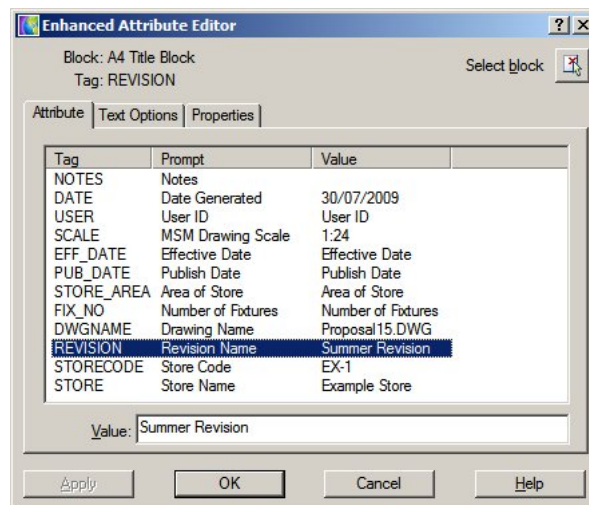 Enhanced Attribute Editor
Block: A4 Title Block
Tag: REVISION
Select block
Attribute Text Options Properties
Tag Prompt Value
NOTES Notes
DATE Date Generated 30/07/2009
USER User ID User ID
SCALE MSM Drawing Scale 1:24
EFF_DATE Effective Date Effective Date
PUB_DATE Publish Date Publish Date
STORE_AREA Area of Store Area of Store
FIX_NO Number of Fixtures Number of Fixtures
DWGNAME Drawing Name Proposal15.DWG
REVISION Revision Name Summer Revision
STORECODE Store Code EX-1
STORE Store Name Example Store
Value: Summer Revision
Apply OK Cancel Help